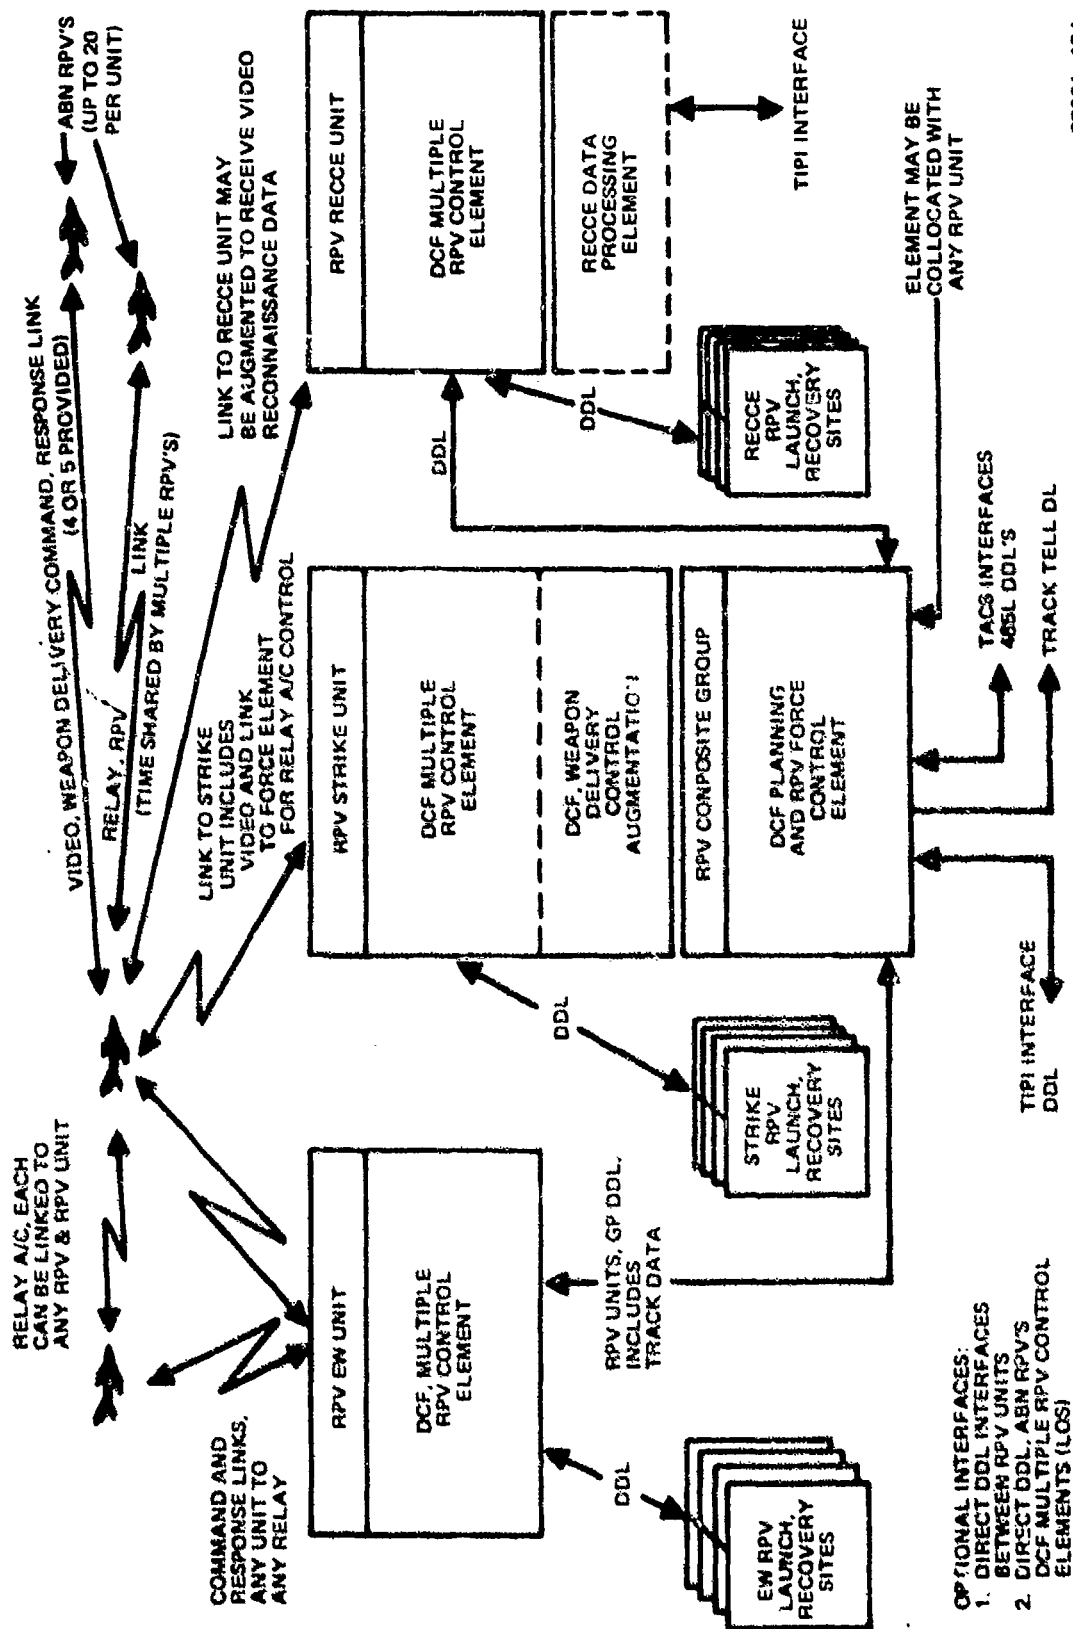 RELAY A/C, EACH
CAN BE LINKED TO
ANY RPV & RPV UNIT
VIDEO, WEAPON DELIVERY COMMAND, RESPONSE LINK
(4 OR 5 PROVIDED)
RELAY, RPV
LINK
(TIME SHARED BY MULTIPLE RPV'S)
ABN RPV'S
(UP TO 20
PER UNIT)
COMMAND AND
RESPONSE LINKS,
ANY UNIT TO
ANY RELAY
LINK TO STRIKE
UNIT INCLUDES
VIDEO AND LINK
TO FORCE ELEMENT
FOR RELAY A/C CONTROL
LINK TO RECCE UNIT MAY
BE AUGMENTED TO RECEIVE VIDEO
RECONNAISSANCE DATA
RPV EW UNIT
DCF, MULTIPLE
RPV CONTROL
ELEMENT
RPV STRIKE UNIT
DCF MULTIPLE
RPV CONTROL
ELEMENT
DCF, WEAPON
DELIVERY
CONTROL
AUGMENTATION
RPV RECCE UNIT
DCF MULTIPLE
RPV CONTROL
ELEMENT
RECCE DATA
PROCESSING
ELEMENT
DDL
DDL
DDL
DDL
RPV UNITS, GP DDL,
INCLUDES
TRACK DATA
EW RPV
LAUNCH,
RECOVERY
SITES
STRIKE
RPV
LAUNCH,
RECOVERY
SITES
RPV CONPOSITE GROUP
DCF PLANNING
AND RPV FORCE
CONTROL
ELEMENT
RECCE
RPV
LAUNCH,
RECOVERY
SITES
TIPI INTERFACE
ELEMENT MAY BE
COLLOCATED WITH
ANY RPV UNIT
TIPI INTERFACE
DDL
TACS INTERFACES
485L DDL'S
TRACK TELL DL
OPTIONAL INTERFACES:
1. DIRECT DDL INTERFACES
BETWEEN RPV UNITS
2. DIRECT DDL, ABN RPV'S
DCF MULTIPLE RPV CONTROL
ELEMENTS (LOS)